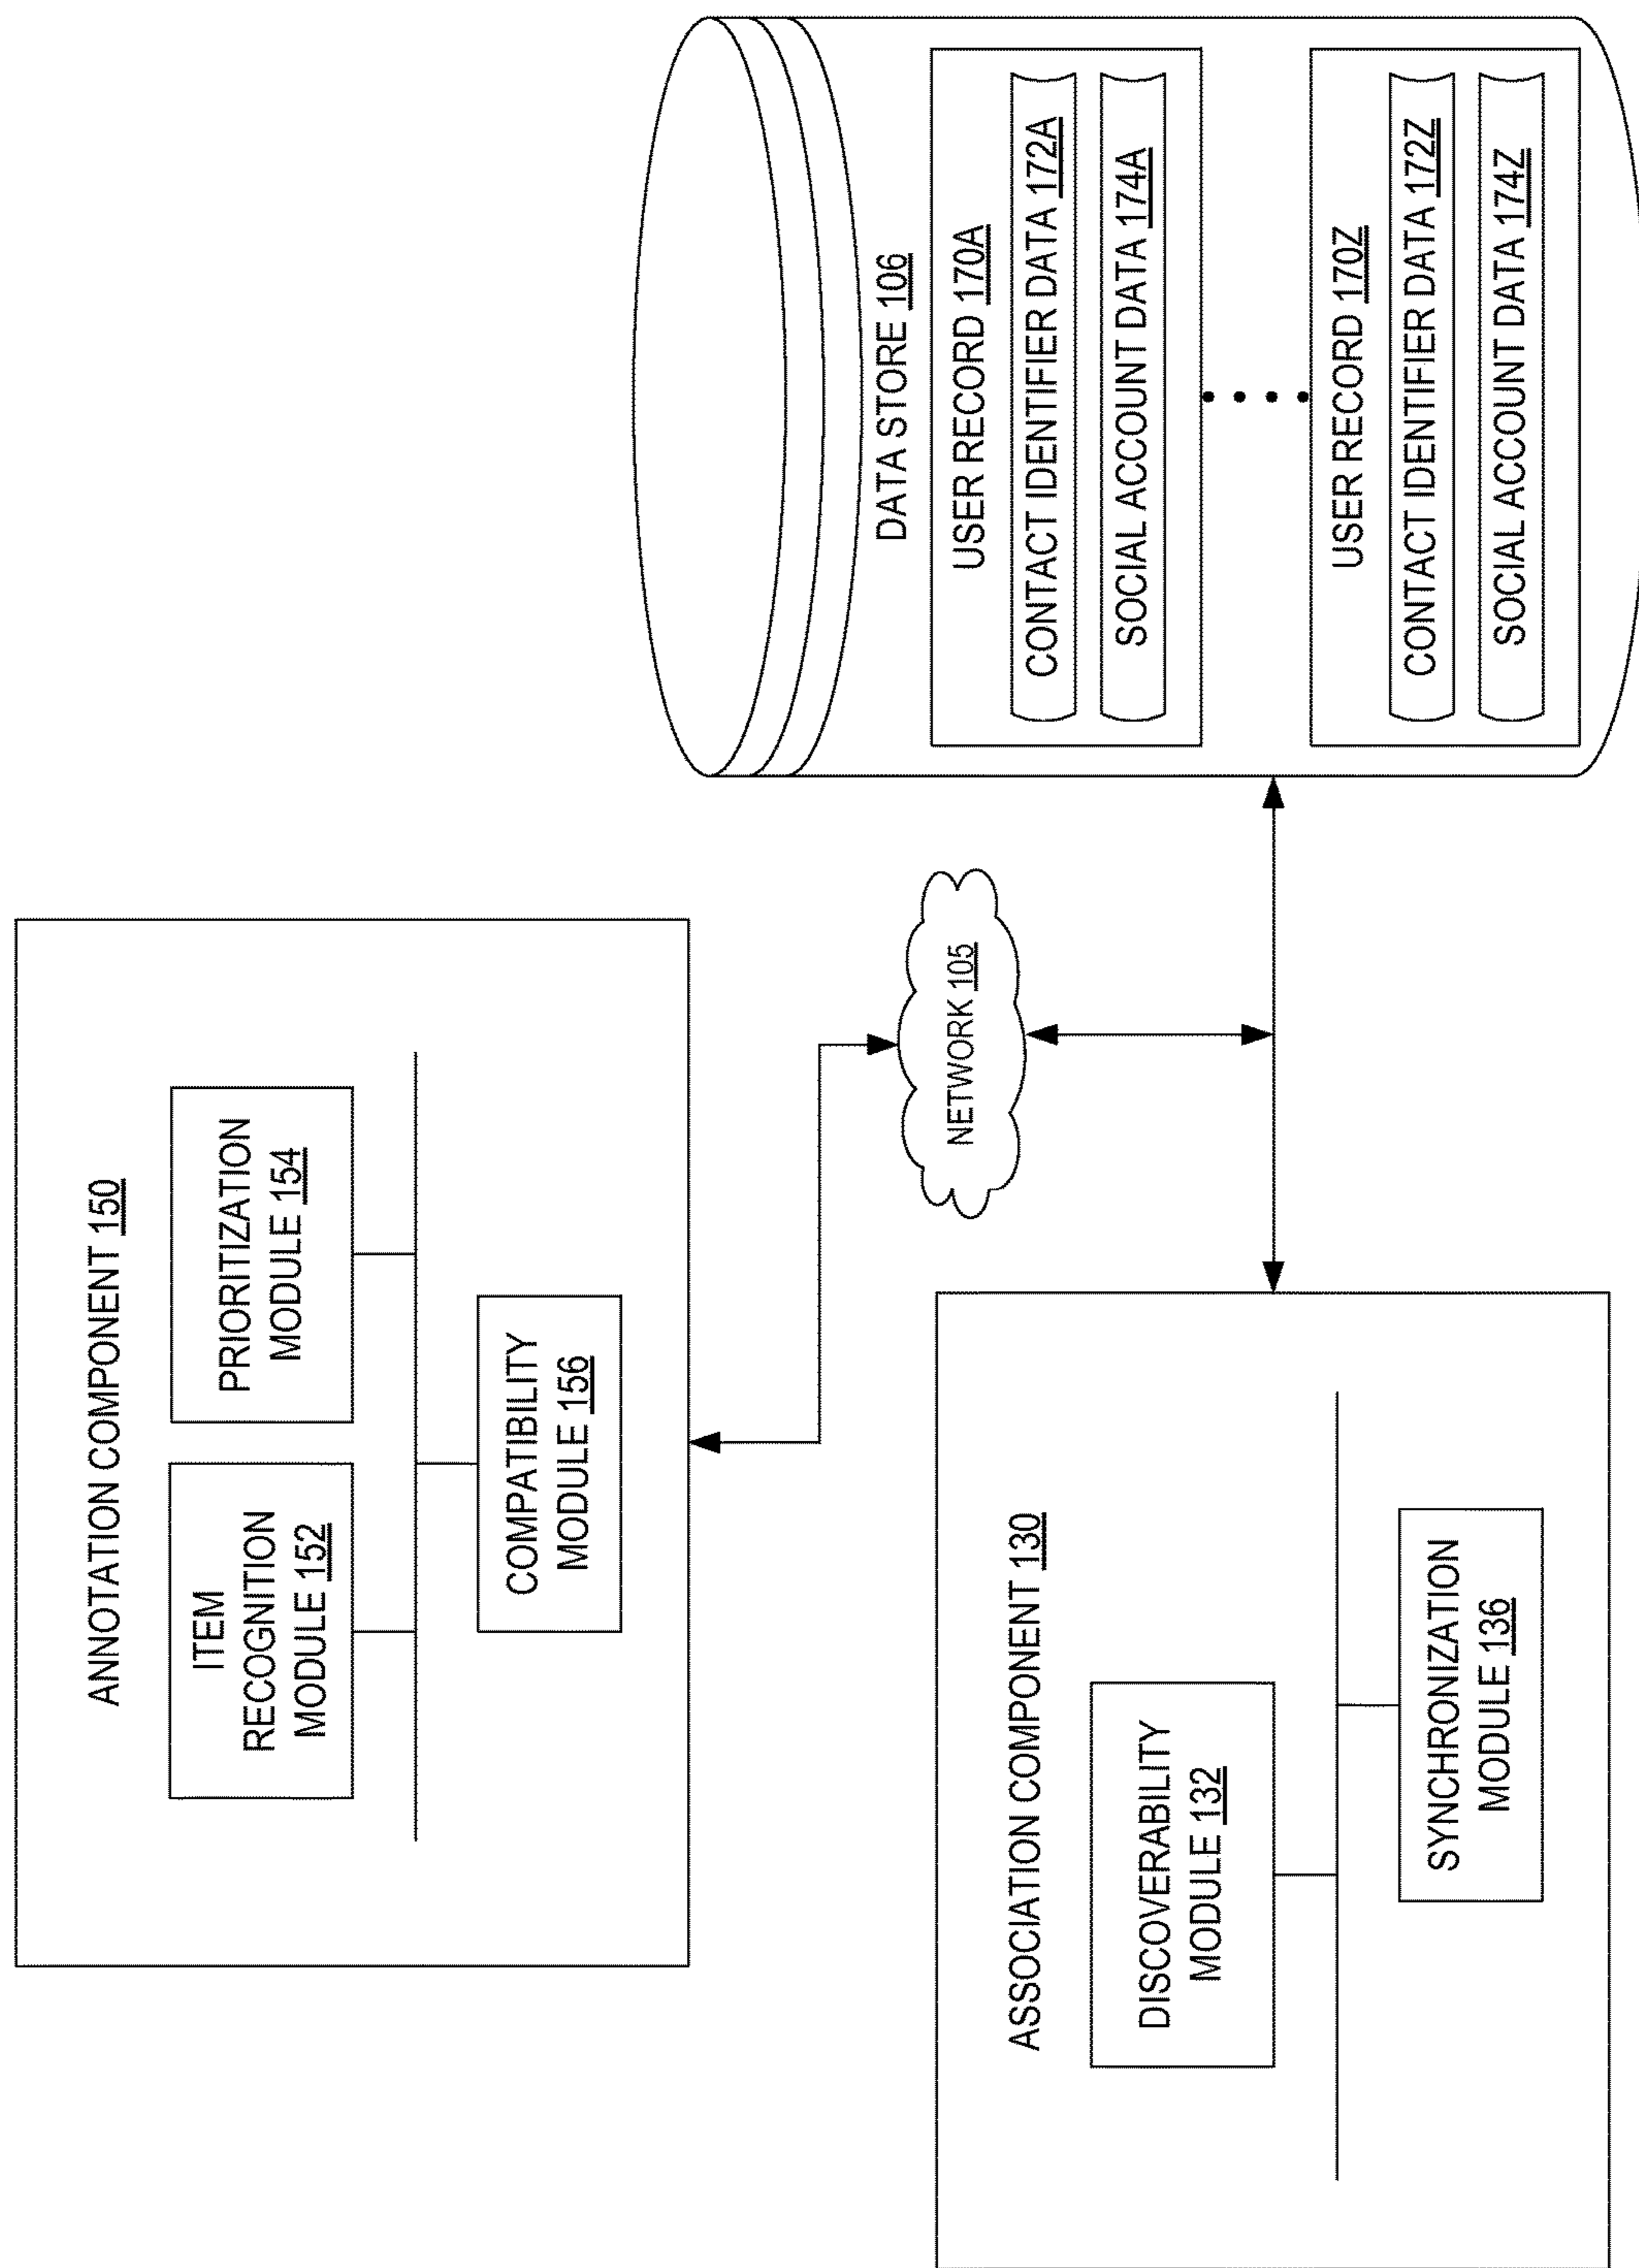 ANNOTATION COMPONENT 150
ITEM
RECOGNITION
MODULE 152
PRIORITIZATION
MODULE 154
COMPATIBILITY
MODULE 156
NETWORK 105
ASSOCIATION COMPONENT 130
DISCOVERABILITY
MODULE 132
SYNCHRONIZATION
MODULE 136
DATA STORE 106
USER RECORD 170A
CONTACT IDENTIFIER DATA 172A
SOCIAL ACCOUNT DATA 174A
USER RECORD 170Z
CONTACT IDENTIFIER DATA 172Z
SOCIAL ACCOUNT DATA 174Z